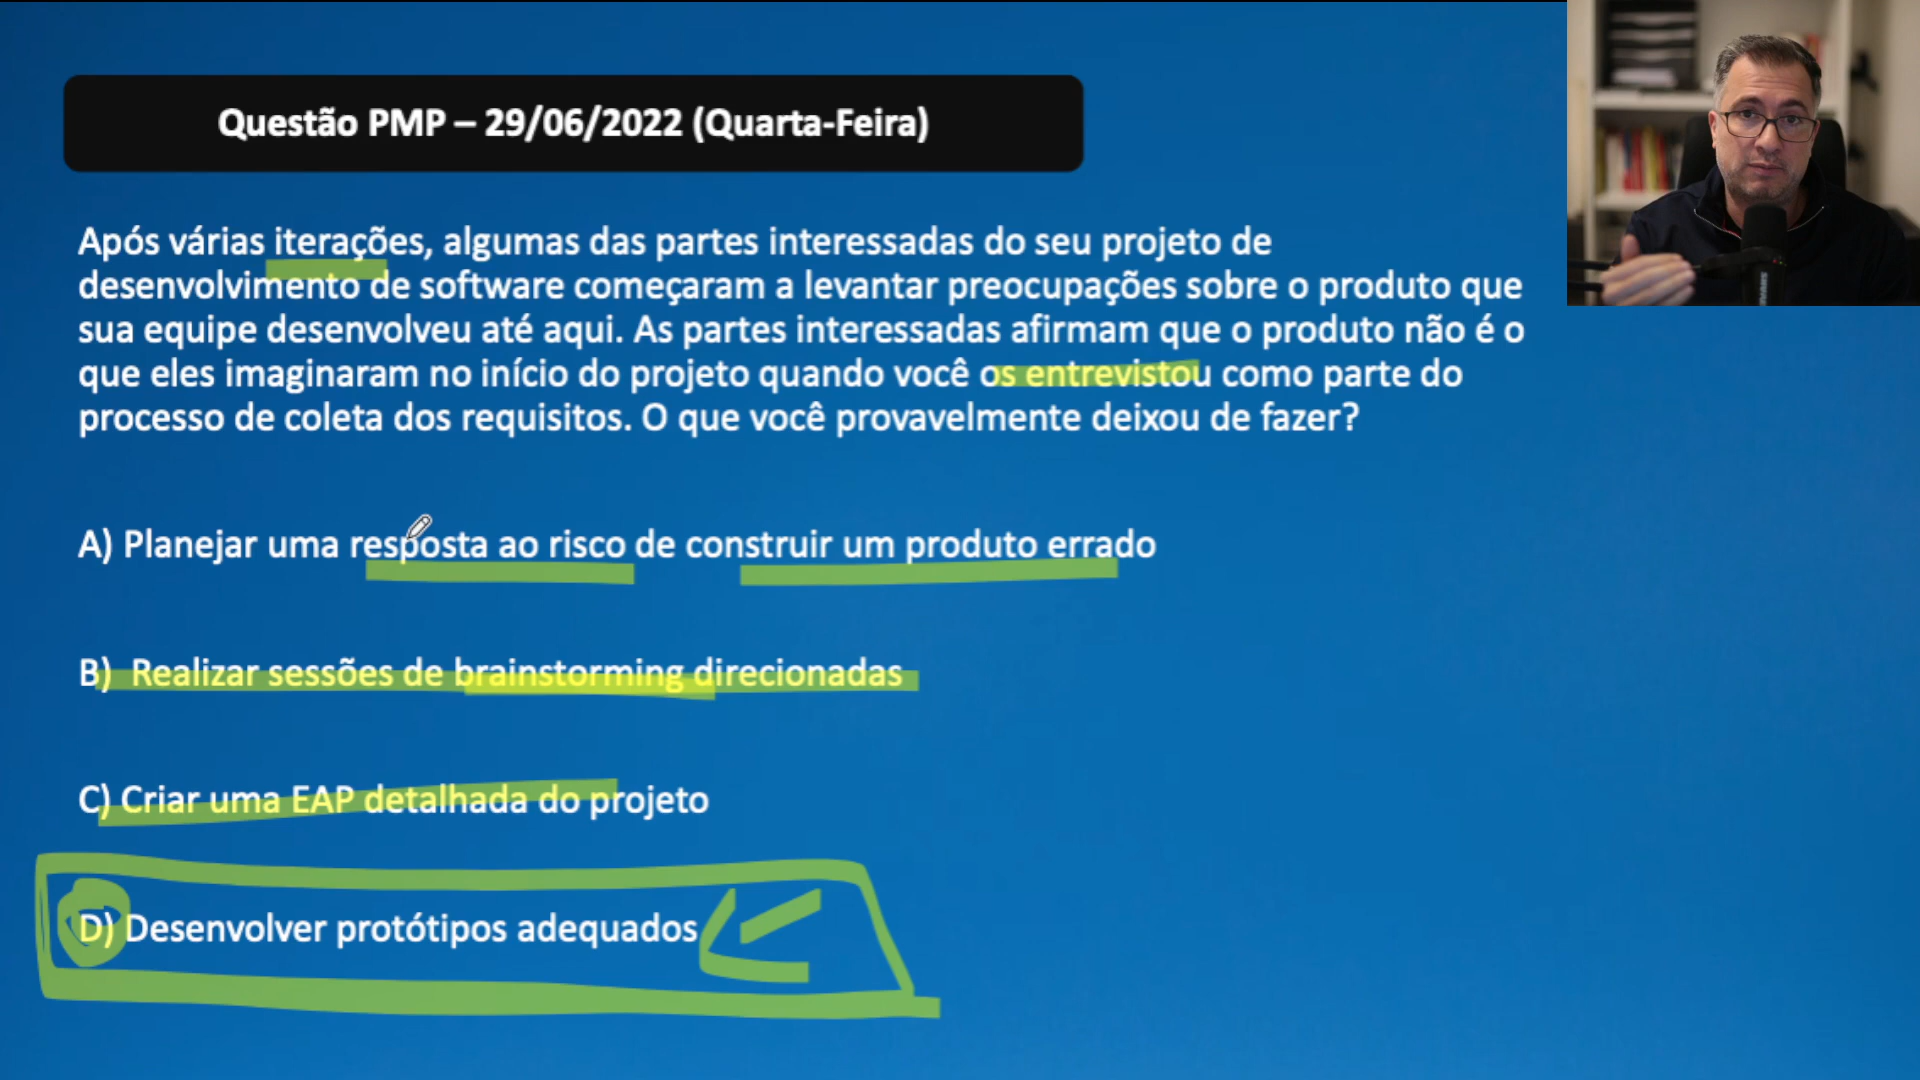 Questão PMP – 29/06/2022 (Quarta-Feira)
Após várias iterações, algumas das partes interessadas do seu projeto de
desenvolvimento de software começaram a levantar preocupações sobre o produto que
sua equipe desenvolveu até aqui. As partes interessadas afirmam que o produto não é o
que eles imaginaram no início do projeto quando você os entrevistou como parte do
processo de coleta dos requisitos. O que você provavelmente deixou de fazer?
A) Planejar uma resposta ao risco de construir um produto errado
B) Realizar sessões de brainstorming direcionadas
C) Criar uma EAP detalhada do projeto
D) Desenvolver protótipos adequados